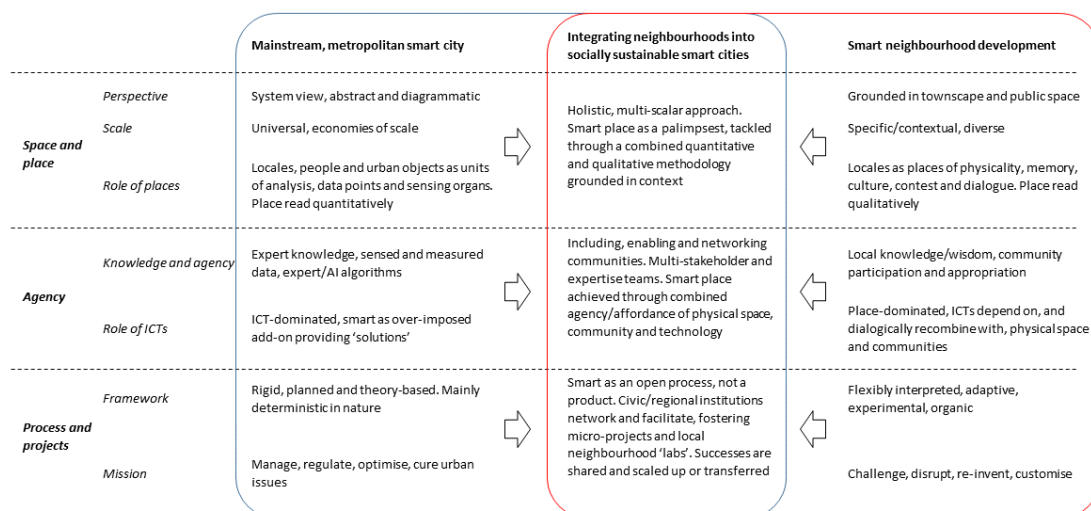 Mainstream, metropolitan smart city
Integrating neighbourhoods into
socially sustainable smart cities
Smart neighbourhood development
Space and
place
Perspective
System view, abstract and diagrammatic
Scale
Universal, economies of scale
Role of places
Locales, people and urban objects as units
of analysis, data points and sensing organs.
Place read quantitatively
Holistic, multi-scalar approach.
Smart place as a palimpsest, tackled
through a combined quantitative
and qualitative methodology
grounded in context
Grounded in townscape and public space
Specific/contextual, diverse
Locales as places of physicality, memory,
culture, contest and dialogue. Place read
qualitatively
Agency
Knowledge and agency
Expert knowledge, sensed and measured
data, expert/AI algorithms
Role of ICTs
ICT-dominated, smart as over-imposed
add-on providing ‘solutions’
Including, enabling and networking
communities. Multi-stakeholder and
expertise teams. Smart place
achieved through combined
agency/affordance of physical space,
community and technology
Local knowledge/wisdom, community
participation and appropriation
Place-dominated, ICTs depend on, and
dialogically recombine with, physical space
and communities
Process and
projects
Framework
Rigid, planned and theory-based. Mainly
deterministic in nature
Mission
Manage, regulate, optimise, cure urban
issues
Smart as an open process, not a
product. Civic/regional institutions
network and facilitate, fostering
micro-projects and local
neighbourhood ‘labs’. Successes are
shared and scaled up or transferred
Flexibly interpreted, adaptive,
experimental, organic
Challenge, disrupt, re-invent, customise